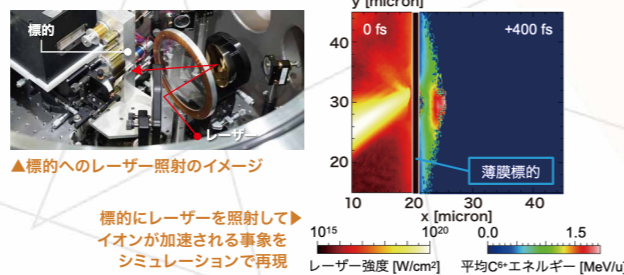 標的
レーザー
▲標的へのレーザー照射のイメージ
標的にレーザーを照射して▶
イオンが加速される事象を
シミュレーションで再現
y [micron]
0 fs
+400 fs
40
30
20
薄膜標的
10
20
30
40
x [micron]
10¹⁵
10²⁰
レーザー強度 [W/cm²]
0.0
1.5
平均C⁶⁺エネルギー [MeV/u]